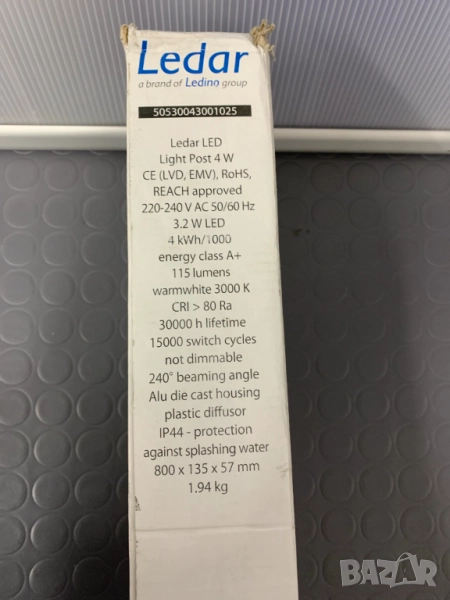 Ledar
a brand of Ledino group
50530043001025
Ledar LED
Light Post 4 W
CE (LVD, EMV), RoHS,
REACH approved
220-240 V AC 50/60 Hz
3.2 W LED
4 kWh/1000
energy class A+
115 lumens
warmwhite 3000 K
CRI > 80 Ra
30000 h lifetime
15000 switch cycles
not dimmable
240° beaming angle
Alu die cast housing
plastic diffusor
IP44 - protection
against splashing water
800 x 135 x 57 mm
1.94 kg
BAZAR